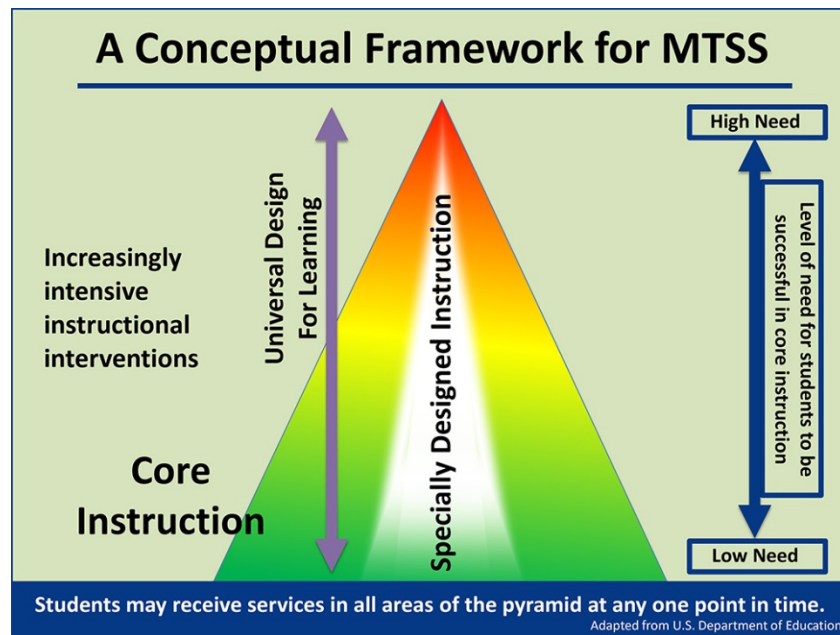 A Conceptual Framework for MTSS
High Need
Universal Design
For Learning
Specially Designed Instruction
Level of need for students to be
successful in core instruction
Increasingly
intensive
instructional
interventions
Core
Instruction
Low Need
Students may receive services in all areas of the pyramid at any one point in time.
Adapted from U.S. Department of Education